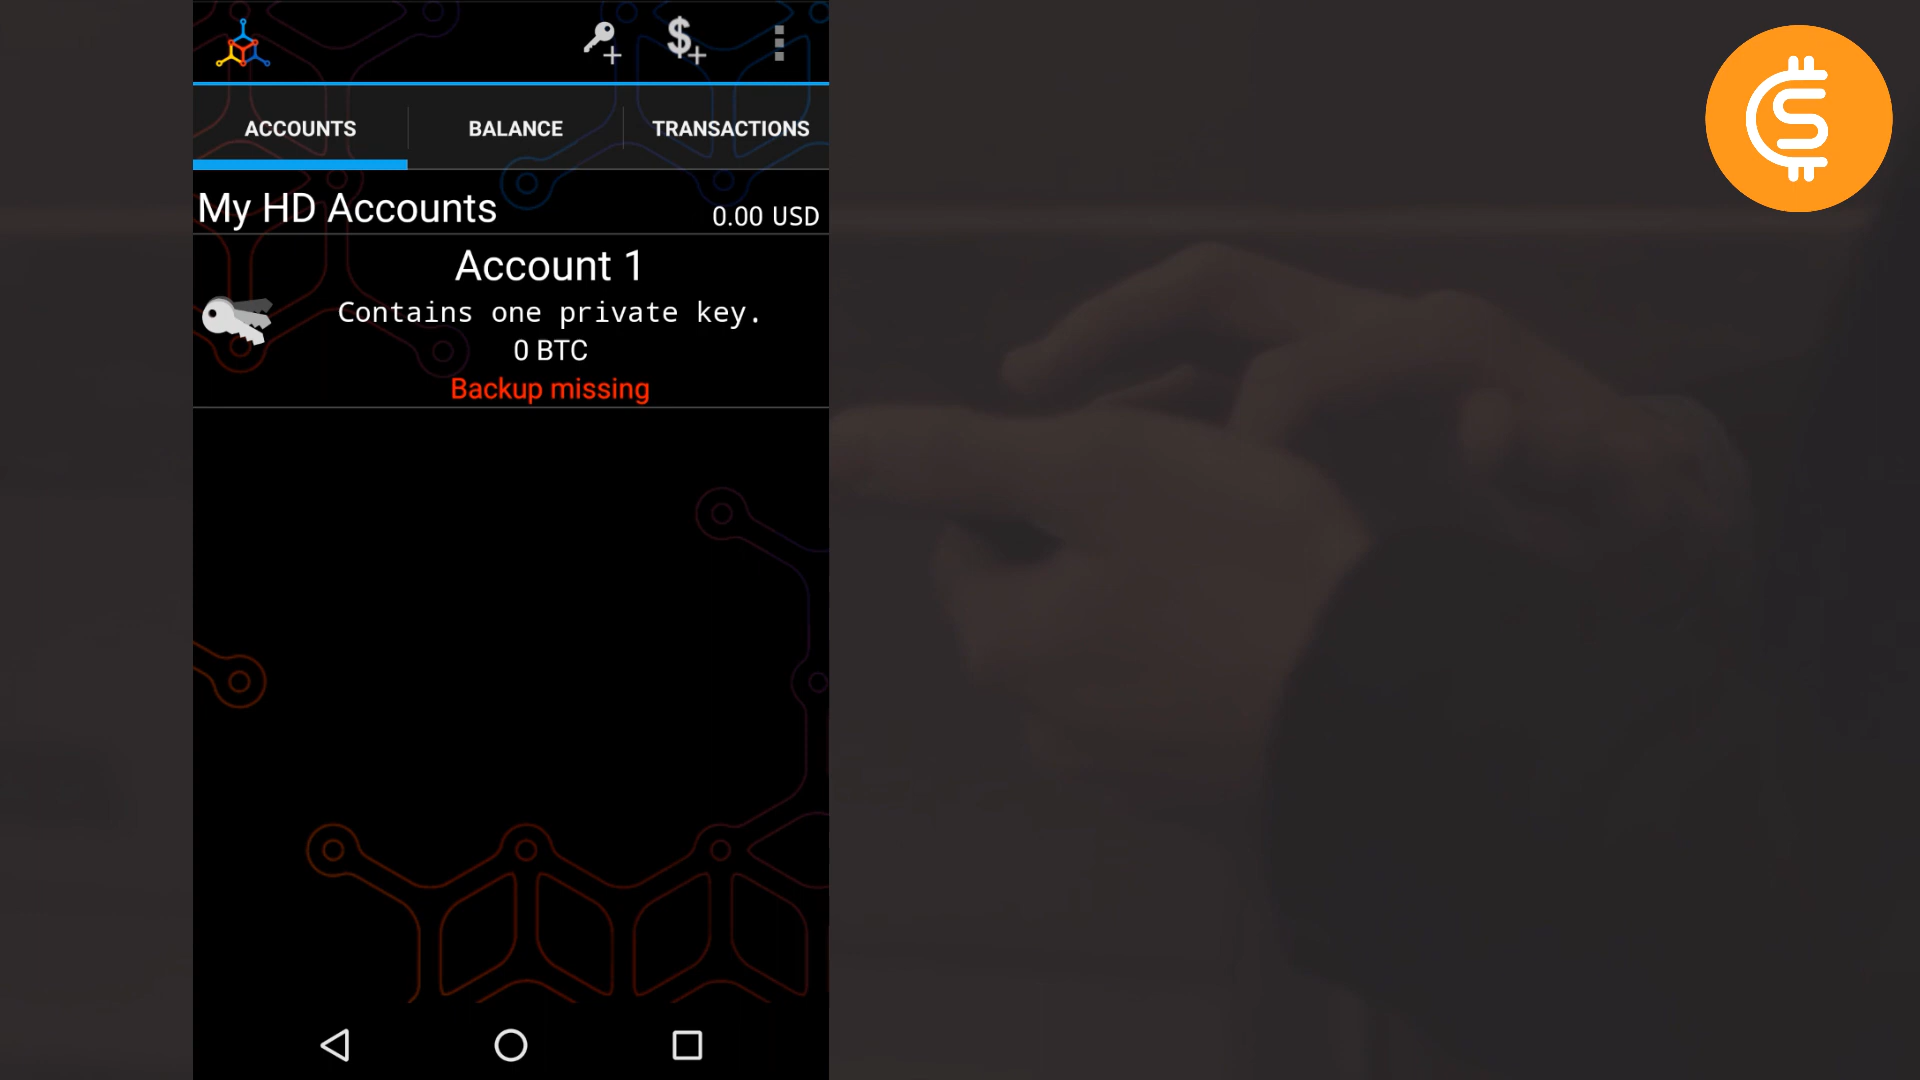 ACCOUNTS BALANCE TRANSACTIONS
My HD Accounts 0.00 USD
Account 1
Contains one private key.
0 BTC
Backup missing